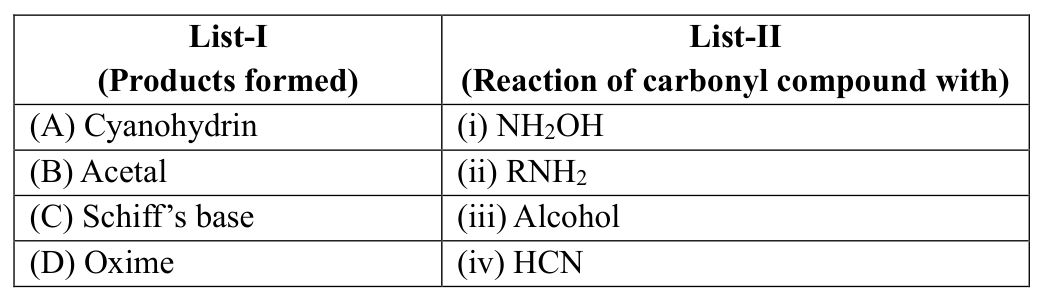 List-I
(Products formed)
List-II
(Reaction of carbonyl compound with)
(A) Cyanohydrin
(i) NH₂OH
(B) Acetal
(ii) RNH₂
(C) Schiff’s base
(iii) Alcohol
(D) Oxime
(iv) HCN